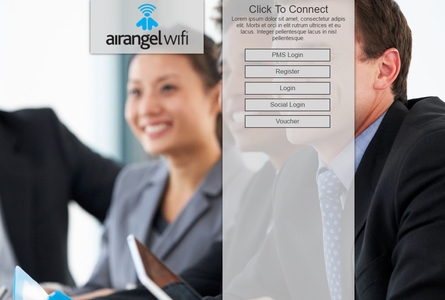 airangel wifi
Click To Connect
Lorem ipsum dolor sit amet, consectetur adipis
elit. Morbi et orci in elit rutrum ultrices et eu
lacus. Integer pellentesque lacus in nisl
pellentesque.
PMS Login
Register
Login
Social Login
Voucher